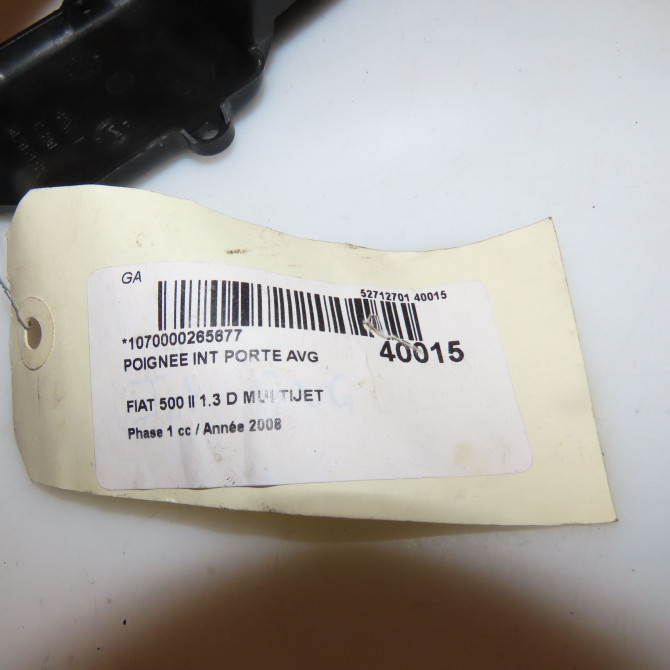 GA
52712701 40015
*1070000265677
40015
POIGNEE INT PORTE AVG
FIAT 500 II 1.3 D MULTIJET
Phase 1 cc / Année 2008